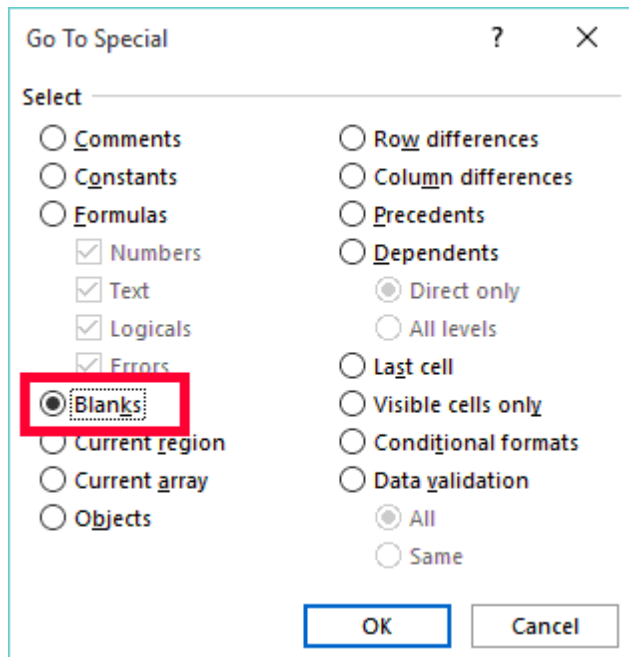 Go To Special ?
Select
Comments
Constants
Formulas
Numbers
Text
Logicals
Errors
Blanks
Current region
Current array
Objects
Row differences
Column differences
Precedents
Dependents
Direct only
All levels
Last cell
Visible cells only
Conditional formats
Data validation
All
Same
OK
Cancel